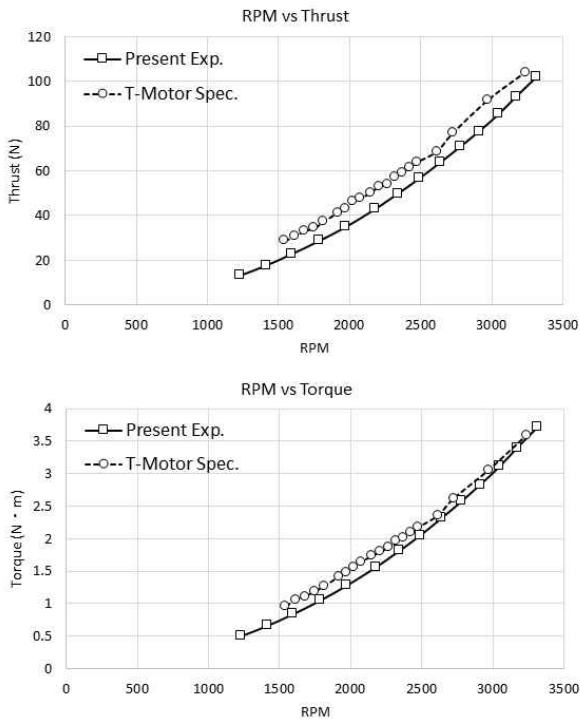 RPM vs Thrust
120
100
80
60
40
20
0
Thrust (N)
Present Exp.
T-Motor Spec.
0 500 1000 1500 2000 2500 3000 3500
RPM
RPM vs Torque
4
3.5
3
2.5
2
1.5
1
0.5
0
Torque (N・m)
Present Exp.
T-Motor Spec.
0 500 1000 1500 2000 2500 3000 3500
RPM